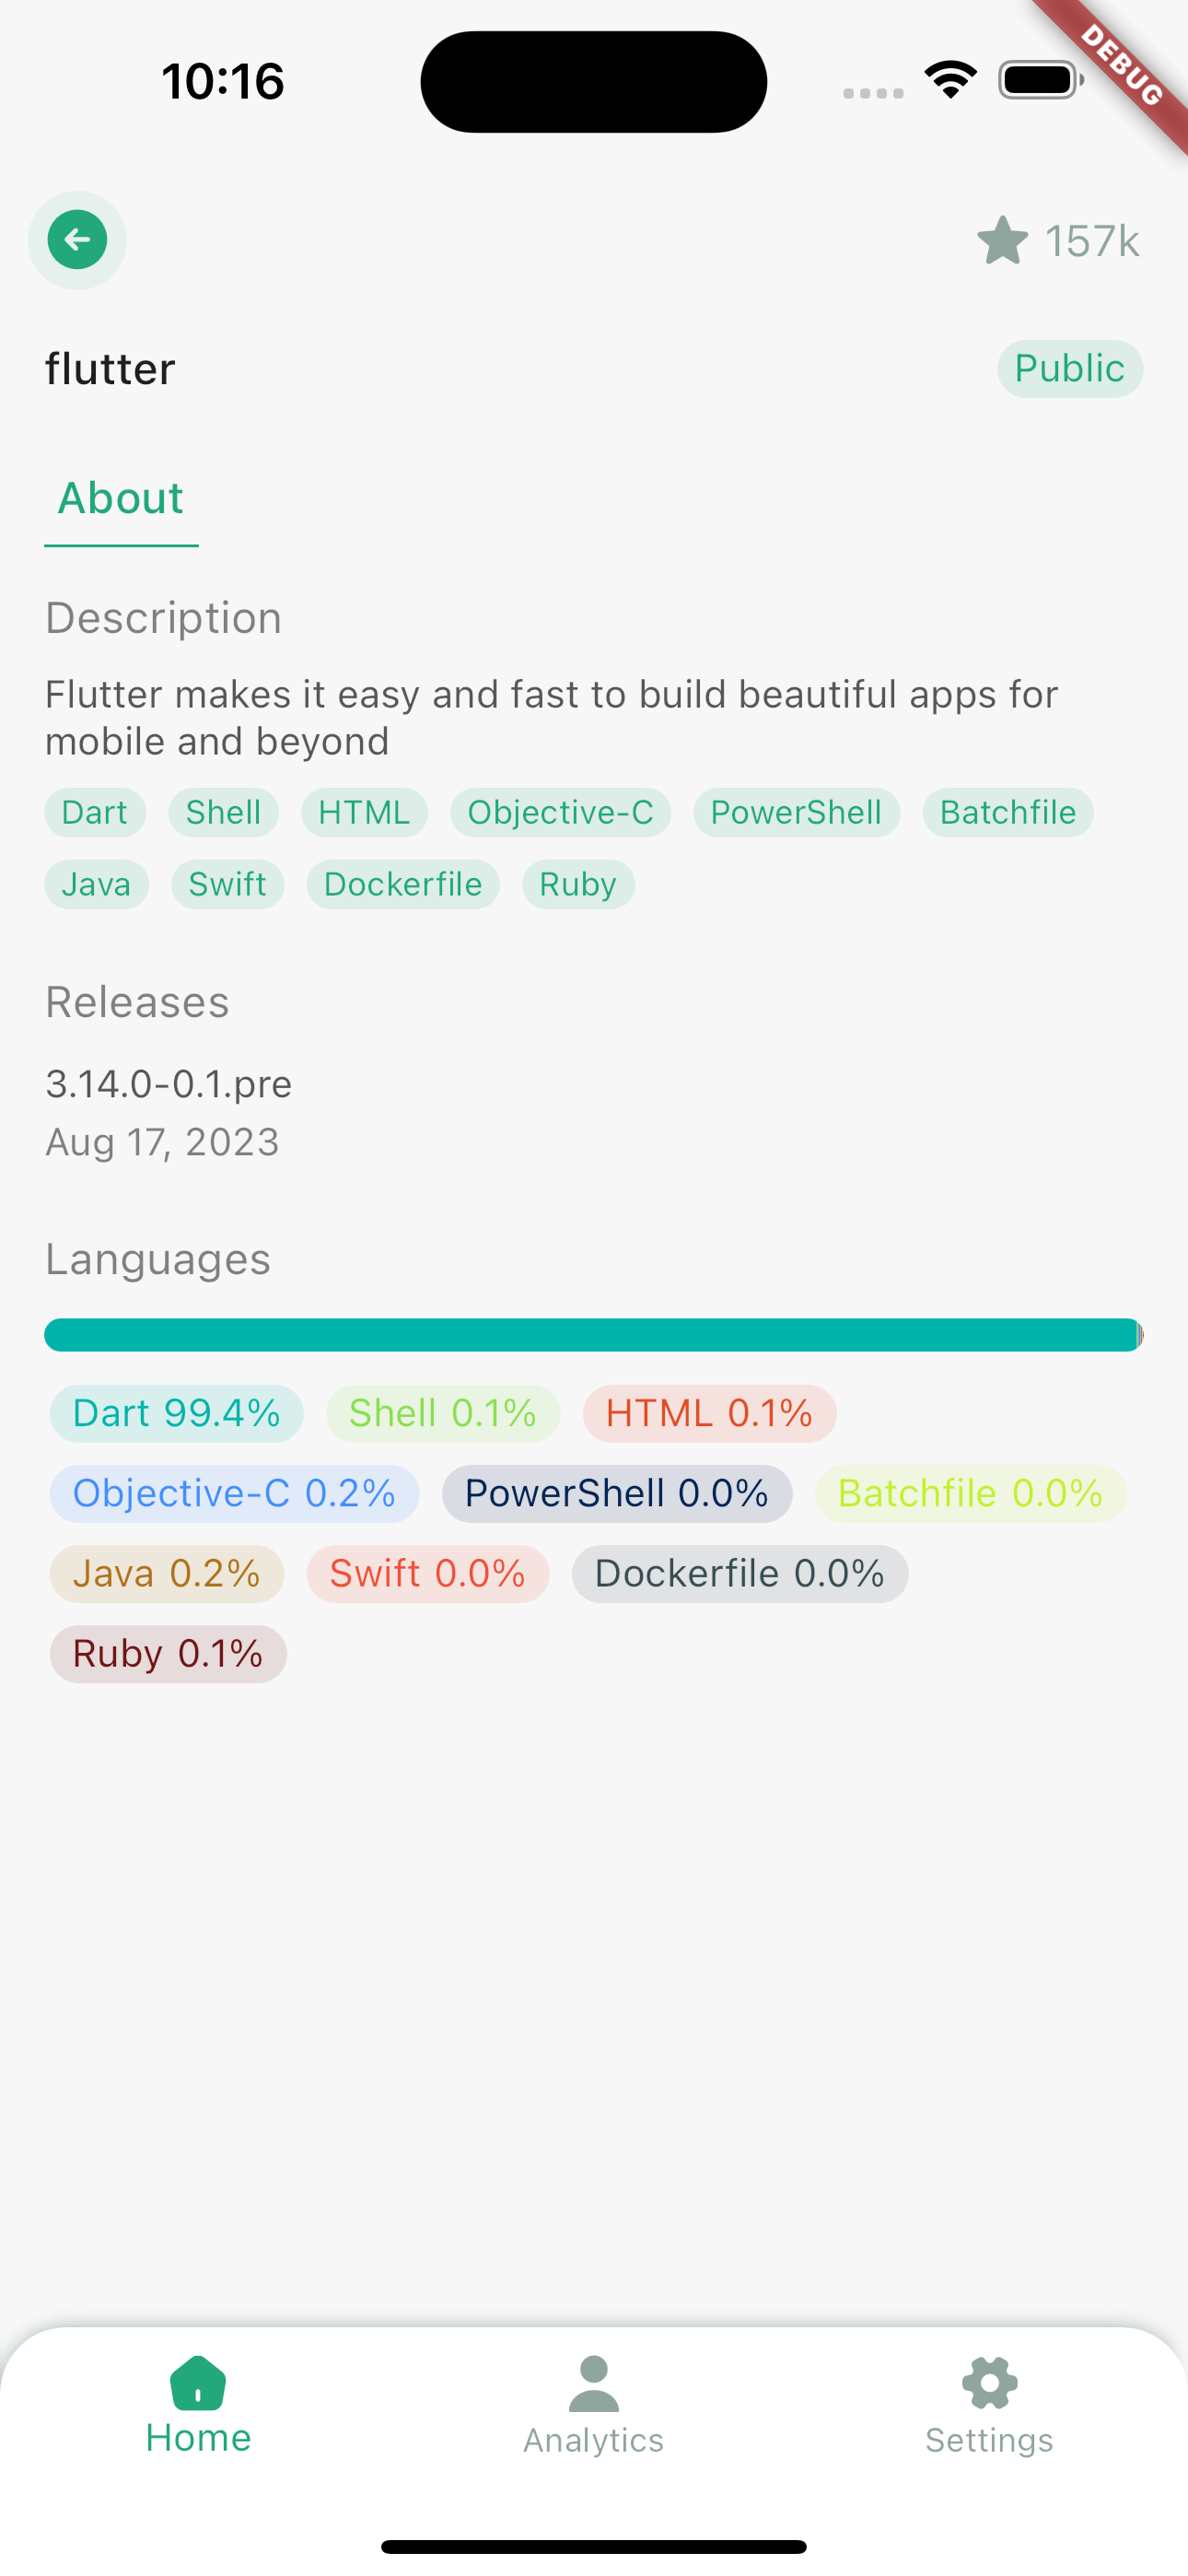 10:16
DEBUG
157k
flutter Public
About
Description
Flutter makes it easy and fast to build beautiful apps for
mobile and beyond
Dart Shell HTML Objective-C PowerShell Batchfile
Java Swift Dockerfile Ruby
Releases
3.14.0-0.1.pre
Aug 17, 2023
Languages
Dart 99.4% Shell 0.1% HTML 0.1%
Objective-C 0.2% PowerShell 0.0% Batchfile 0.0%
Java 0.2% Swift 0.0% Dockerfile 0.0%
Ruby 0.1%
Home Analytics Settings